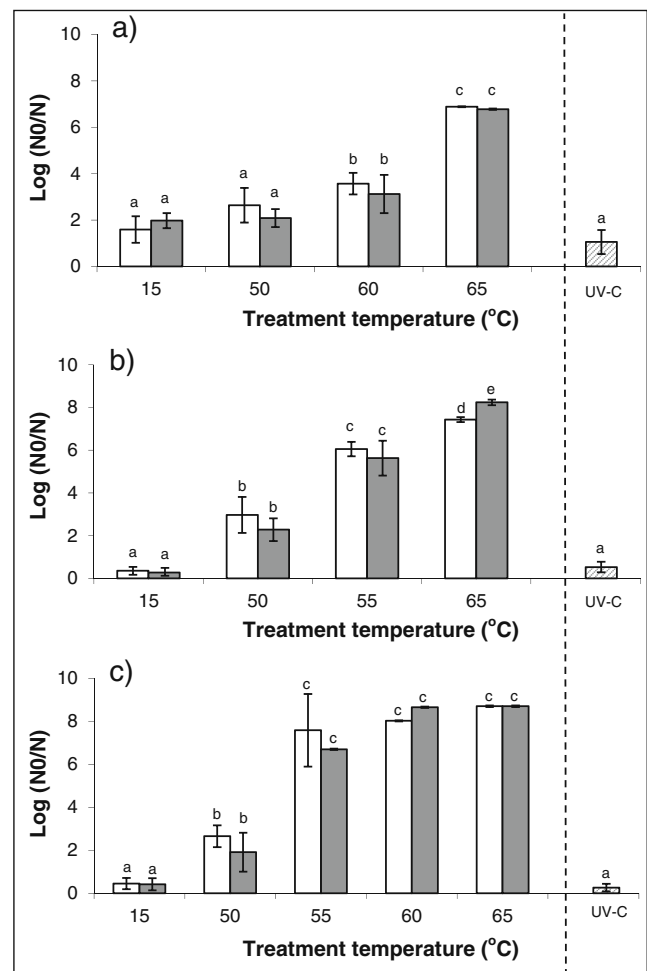 a)
Log (N0/N)
10
8
6
4
2
0
a a a a b b c c a
15 50 60 65 UV-C
Treatment temperature (°C)
b)
Log (N0/N)
10
8
6
4
2
0
a a b b c c d e a
15 50 55 65 UV-C
Treatment temperature (°C)
c)
Log (N0/N)
10
8
6
4
2
0
a a b b c c c c c c a
15 50 55 60 65 UV-C
Treatment temperature (°C)